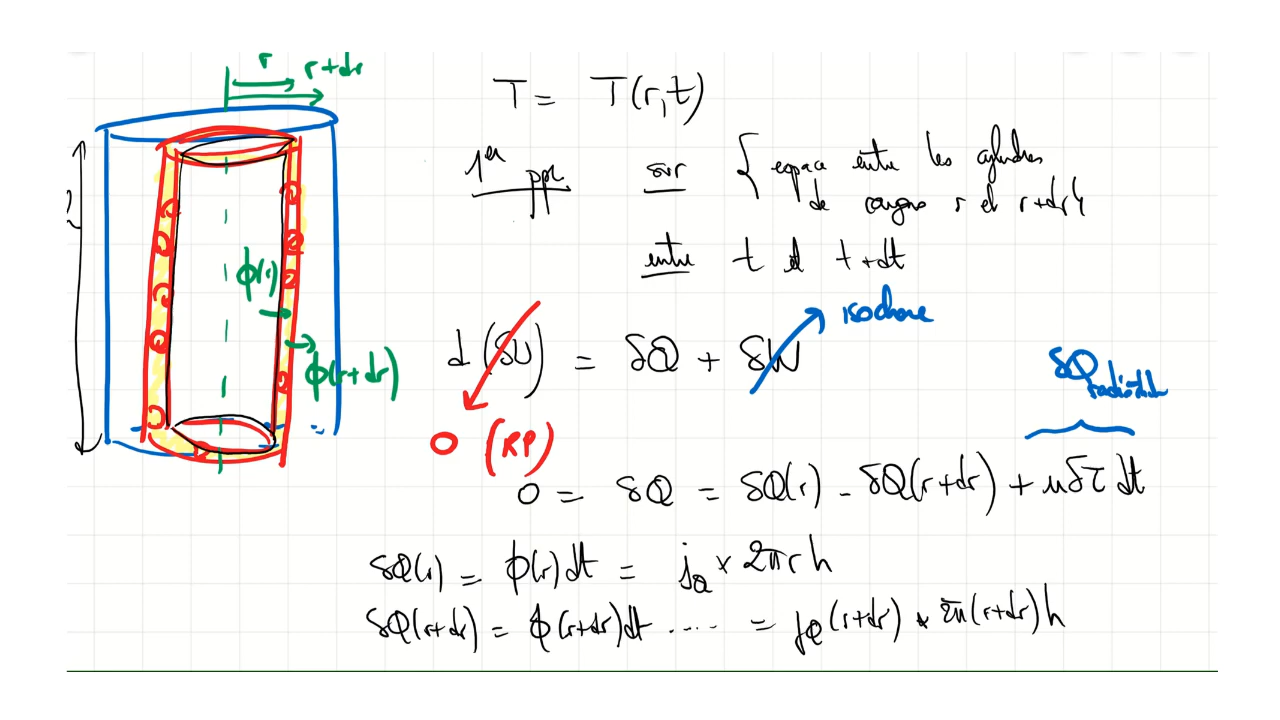 r
r+dr
T = T(r,t)
1er ppe sur { espace entre les cylindres
de rayons r et r+dr }
entre t et t+dt
ϕ(r)
ϕ(r+dr)
d(δU) = δQ + δW
isochore
0 (RP)
δQ radioactivité
0 = δQ = δQ(r) - δQ(r+dr) + u δτ dt
δQ(r) = ϕ(r)dt = jQ × 2πrh
δQ(r+dr) = ϕ(r+dr)dt .... = jQ(r+dr) × 2π(r+dr)h